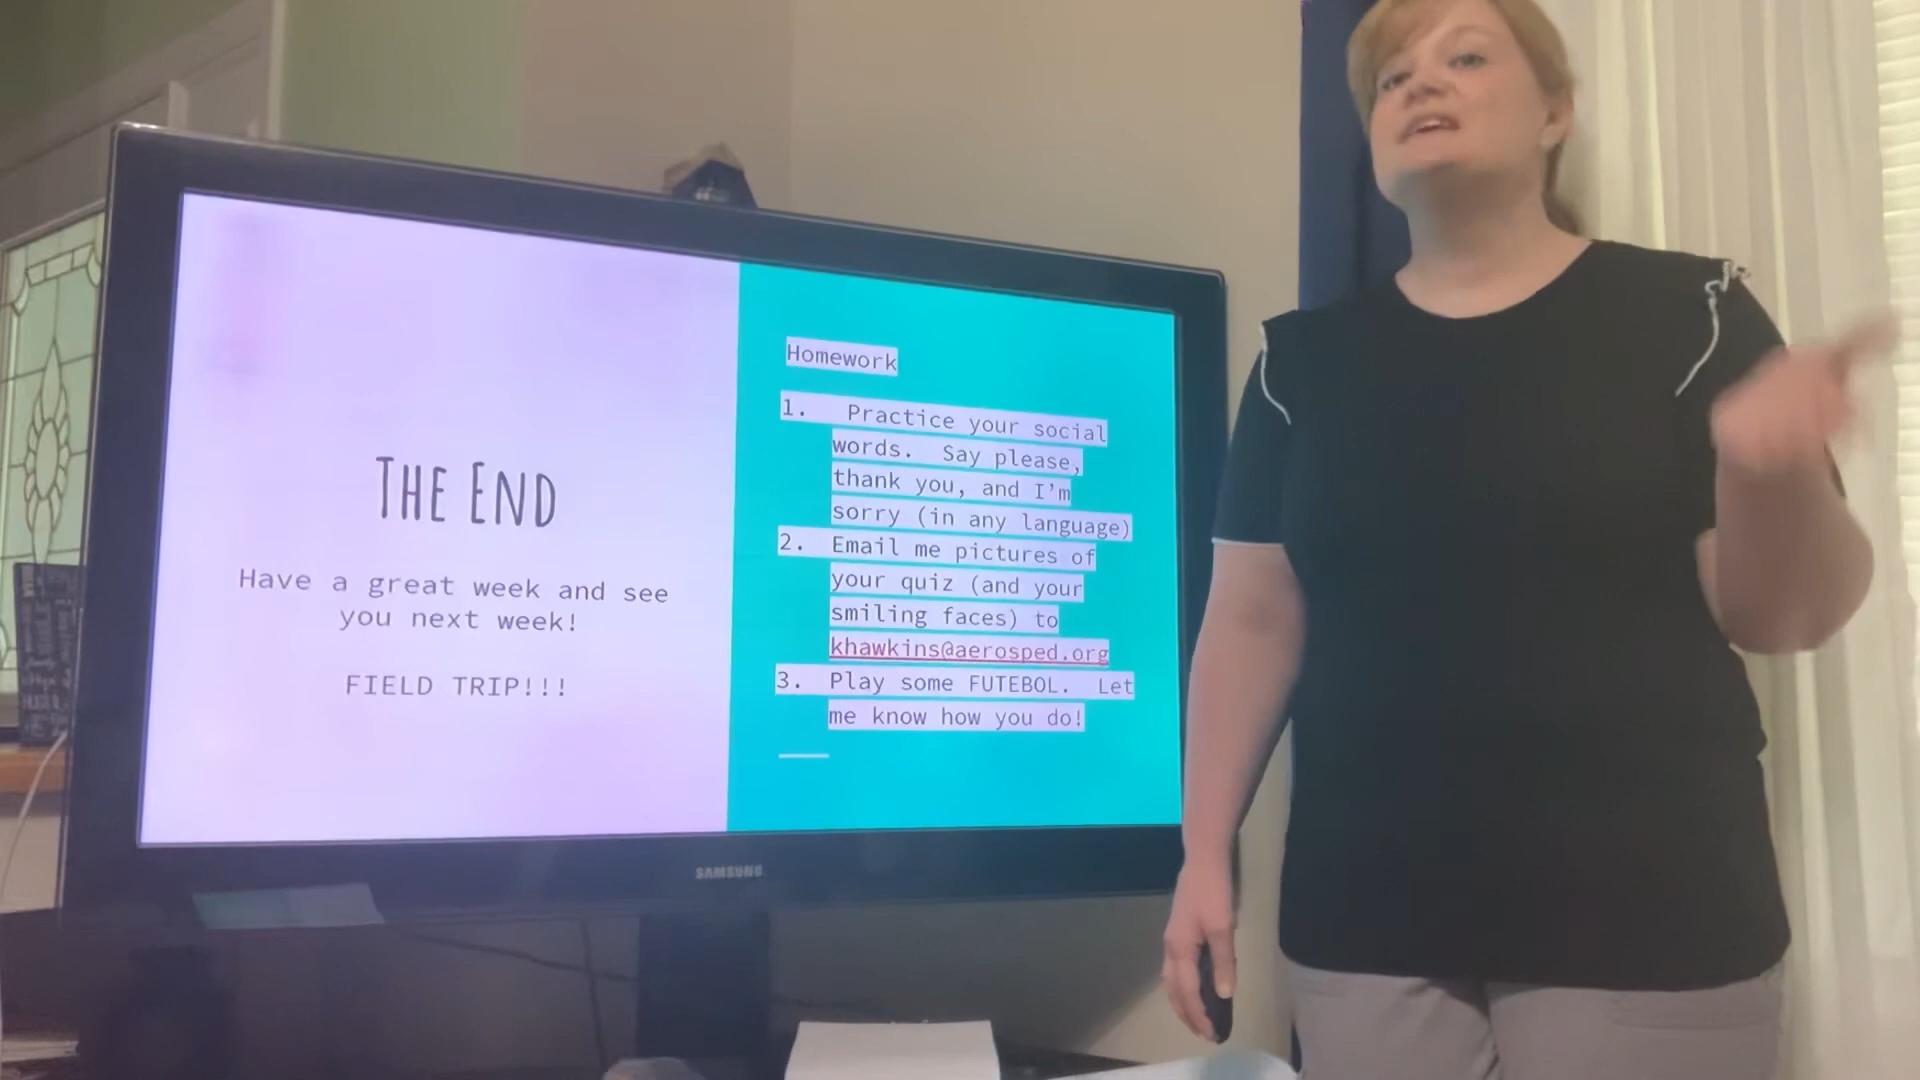 THE END
Have a great week and see
you next week!
FIELD TRIP!!!
Homework
1. Practice your social
words. Say please,
thank you, and I'm
sorry (in any language)
2. Email me pictures of
your quiz (and your
smiling faces) to
khawkins@aerosped.org
3. Play some FUTEBOL. Let
me know how you do!
SAMSUNG